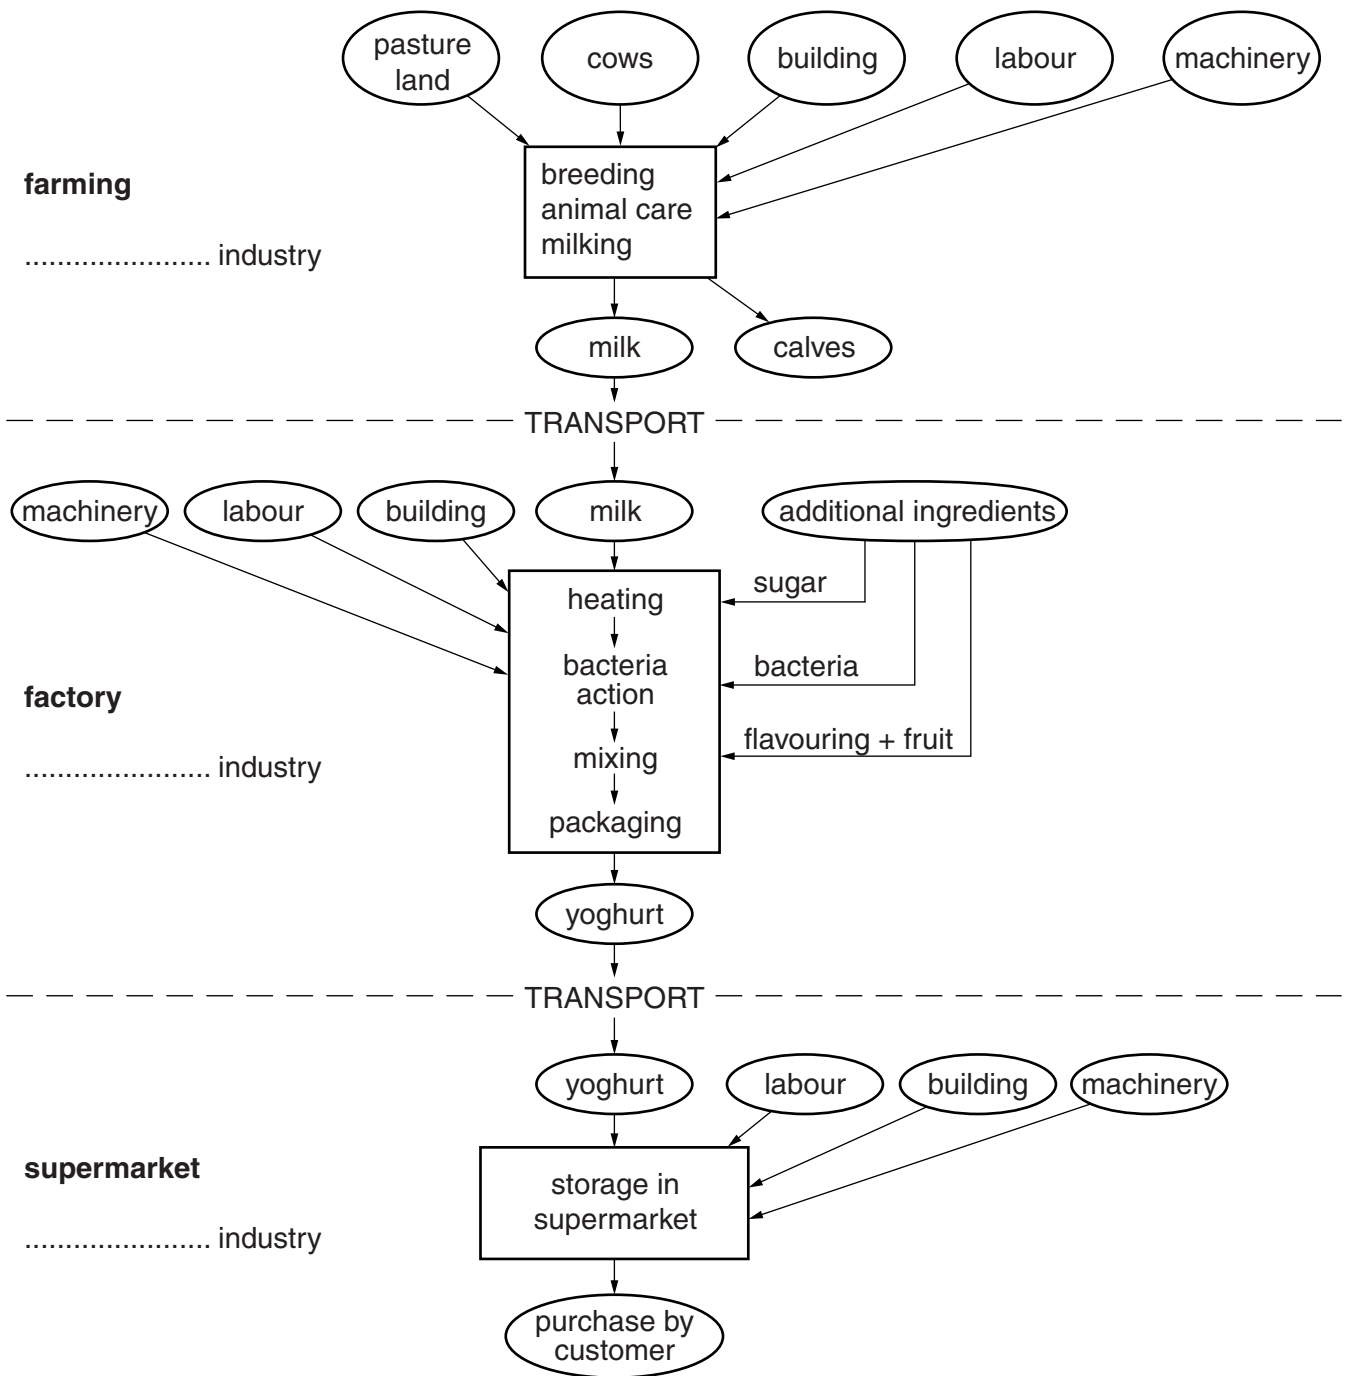 pasture
land
cows
building
labour
machinery
farming
breeding
animal care
milking
....................... industry
milk
calves
TRANSPORT
machinery
labour
building
milk
additional ingredients
heating
sugar
bacteria
action
bacteria
factory
flavouring + fruit
mixing
....................... industry
packaging
yoghurt
TRANSPORT
yoghurt
labour
building
machinery
supermarket
storage in
supermarket
....................... industry
purchase by
customer